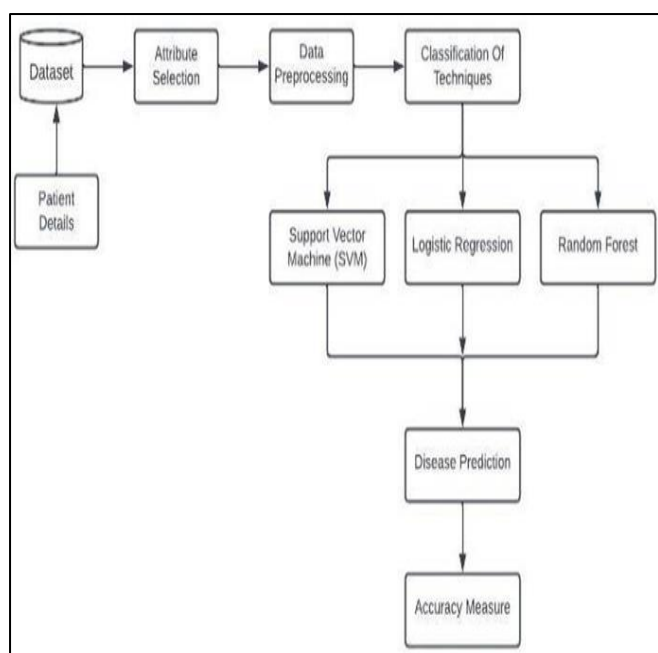 Dataset
Attribute
Selection
Data
Preprocessing
Classification Of
Techniques
Patient
Details
Support Vector
Machine (SVM)
Logistic Regression
Random Forest
Disease Prediction
Accuracy Measure